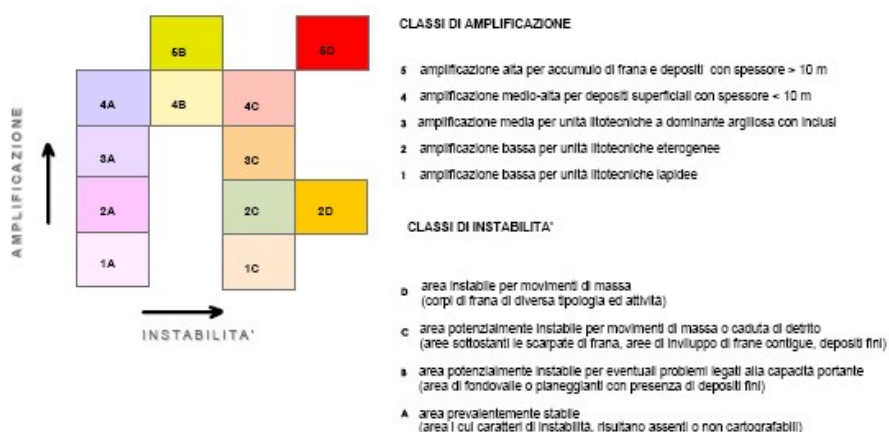 5B
5D
4A
4B
4C
3A
3C
2A
2C
2D
1A
1C
AMPLIFICAZIONE
INSTABILITA'
CLASSI DI AMPLIFICAZIONE
5 amplificazione alta per accumulo di frana e depositi con spessore > 10 m
4 amplificazione medio-alta per depositi superficiali con spessore < 10 m
3 amplificazione media per unità litotecniche a dominante argillosa con inclusi
2 amplificazione bassa per unità litotecniche eterogenee
1 amplificazione bassa per unità litotecniche lapidee
CLASSI DI INSTABILITA'
D area instabile per movimenti di massa
(corpi di frana di diversa tipologia ed attività)
C area potenzialmente instabile per movimenti di massa o caduta di detrito
(aree sottostanti le scarpate di frana, aree di inviluppo di frane contigue, depositi fini)
B area potenzialmente instabile per eventuali problemi legati alla capacità portante
(area di fondovalle o pianeggianti con presenza di depositi fini)
A area prevalentemente stabile
(area i cui caratteri di instabilità, risultano assenti o non cartografabili)